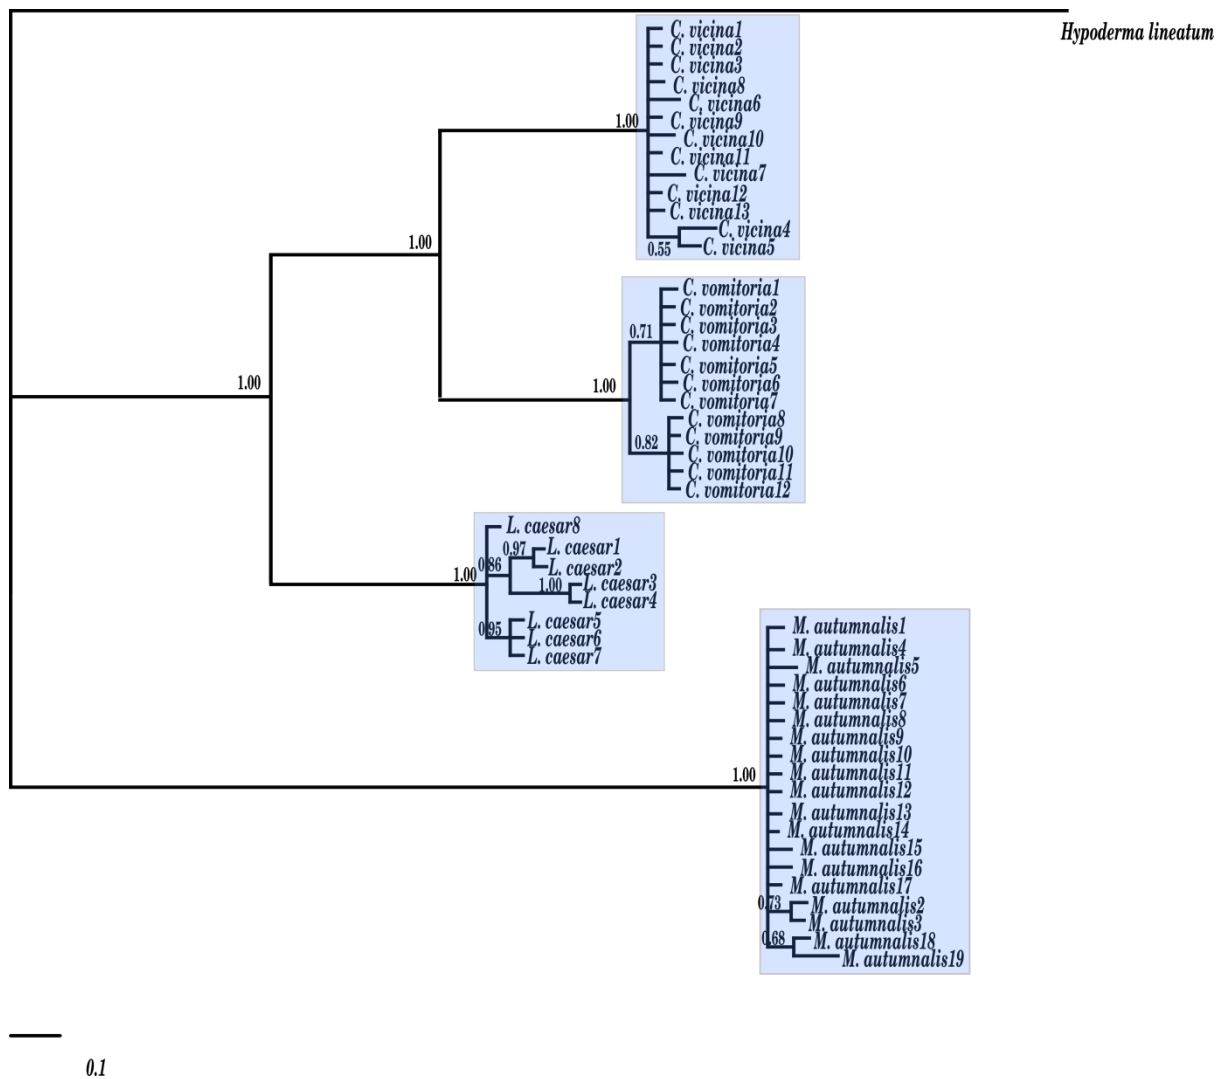 Hypoderma lineatum
C. vicina1
C. vicina2
C. vicina3
C. vicina8
C. vicina6
1.00
C. vicina9
C. vicina10
C. vicina11
C. vicina7
C. vicina12
C. vicina13
C. vicina4
1.00
0.55
C. vicina5
C. vomitoria1
C. vomitoria2
C. vomitoria3
0.71
C. vomitoria4
C. vomitoria5
C. vomitoria6
1.00
1.00
C. vomitoria7
C. vomitoria8
C. vomitoria9
0.82
C. vomitoria10
C. vomitoria11
C. vomitoria12
L. caesar8
0.97
L. caesar1
0.86
L. caesar2
1.00
1.00
L. caesar3
L. caesar4
L. caesar5
0.95
L. caesar6
L. caesar7
M. autumnalis1
M. autumnalis4
M. autumnalis5
M. autumnalis6
M. autumnalis7
M. autumnalis8
M. autumnalis9
M. autumnalis10
1.00
M. autumnalis11
M. autumnalis12
M. autumnalis13
M. autumnalis14
M. autumnalis15
M. autumnalis16
M. autumnalis17
0.73
M. autumnalis2
M. autumnalis3
0.68
M. autumnalis18
M. autumnalis19
0.1